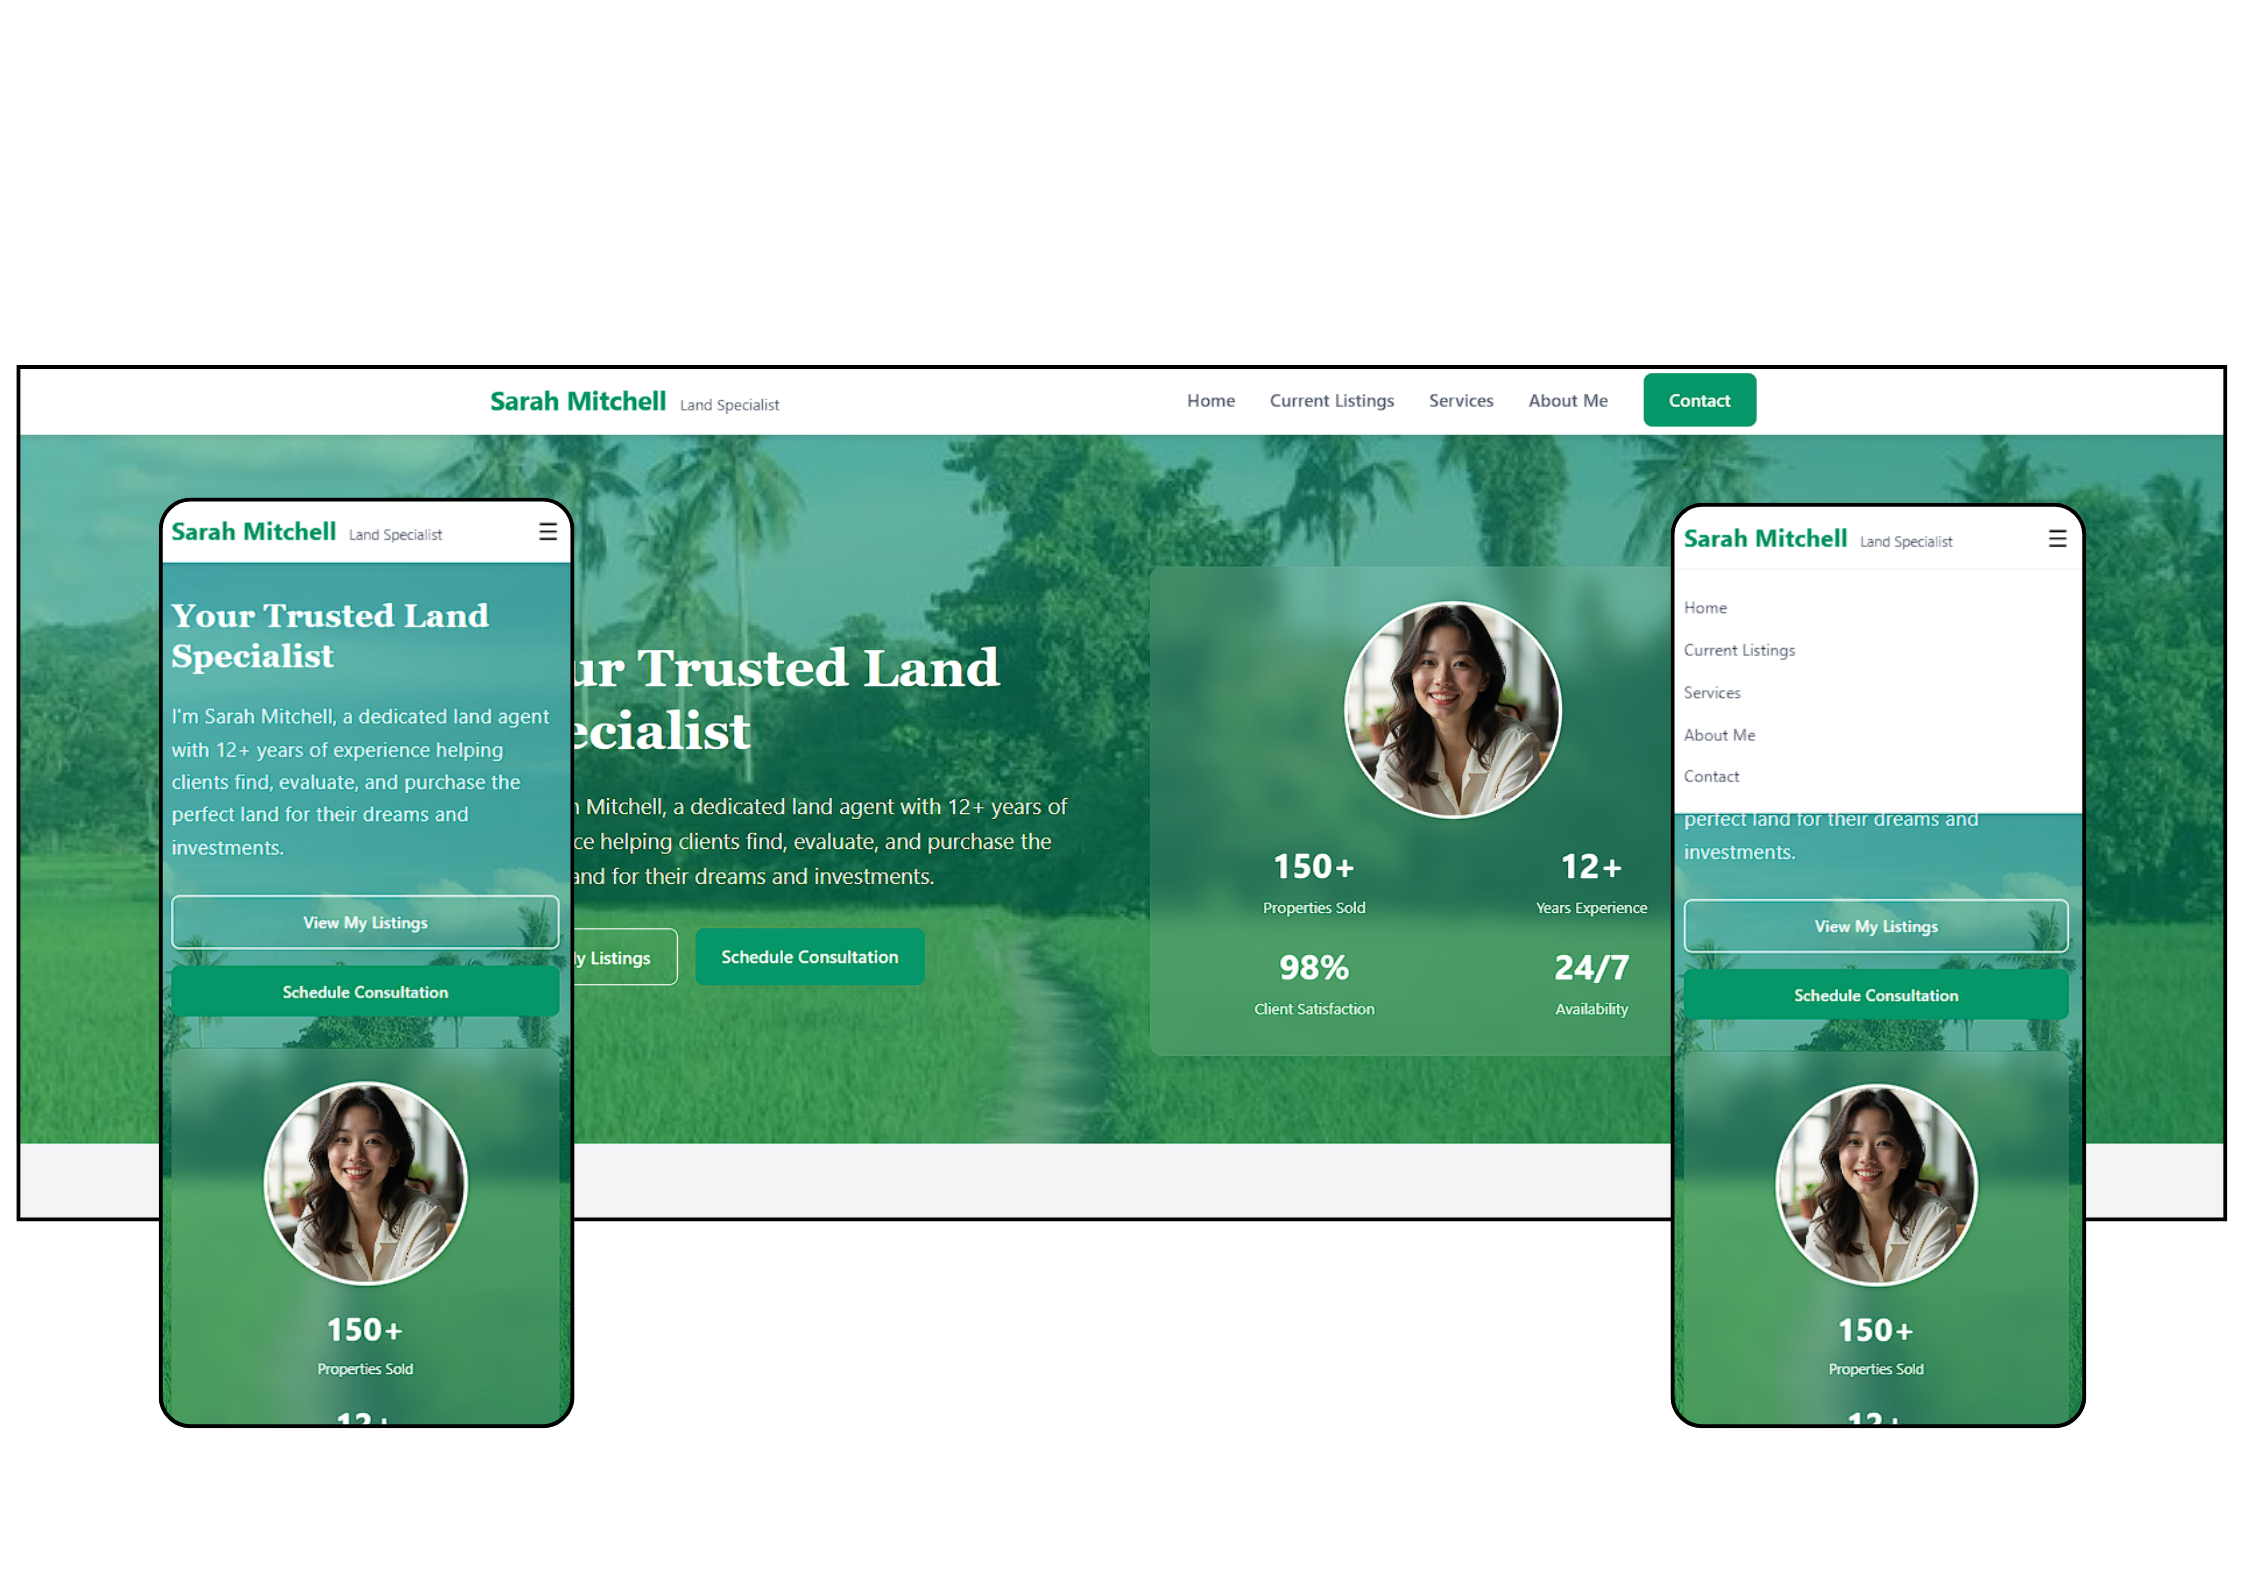 Sarah Mitchell Land Specialist
Home Current Listings Services About Me Contact
ur Trusted Land
ecialist
Mitchell, a dedicated land agent with 12+ years of
ce helping clients find, evaluate, and purchase the
and for their dreams and investments.
y Listings
Schedule Consultation
150+
Properties Sold
12+
Years Experience
98%
Client Satisfaction
24/7
Availability
Sarah Mitchell Land Specialist
Your Trusted Land
Specialist
I'm Sarah Mitchell, a dedicated land agent
with 12+ years of experience helping
clients find, evaluate, and purchase the
perfect land for their dreams and
investments.
View My Listings
Schedule Consultation
150+
Properties Sold
12+
Sarah Mitchell Land Specialist
Home
Current Listings
Services
About Me
Contact
perfect land for their dreams and
investments.
View My Listings
Schedule Consultation
150+
Properties Sold
12+